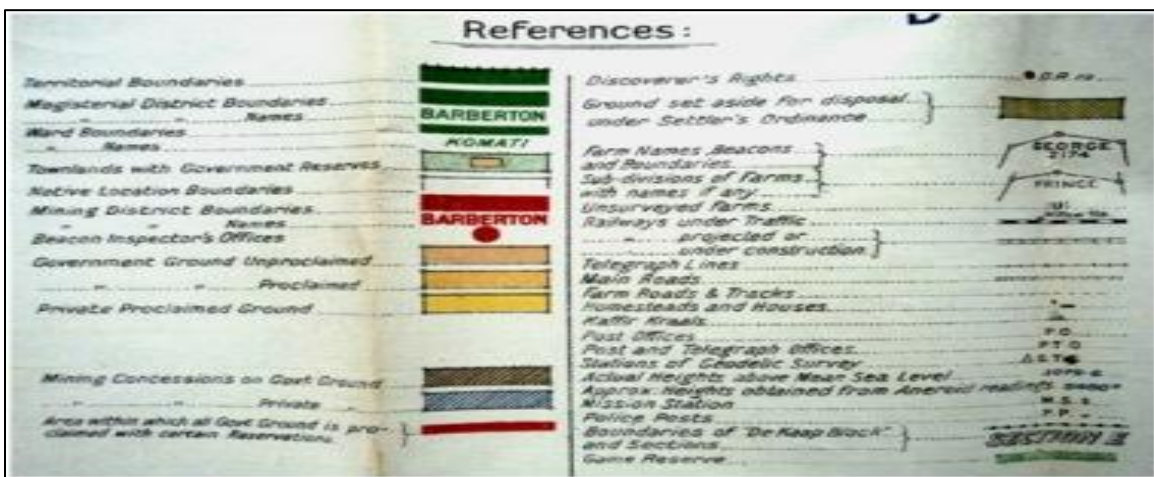 References:
Territorial Boundaries
Magisterial District Boundaries
" " Names
BARBERTON
Ward Boundaries
" Names
KOMATI
Townlands with Government Reserves
Native Location Boundaries
Mining District Boundaries
" " Names
BARBERTON
Beacon Inspector's Offices
Government Ground Unproclaimed
" " Proclaimed
Private Proclaimed Ground
Mining Concessions on Govt Ground
" " Private "
Area within which all Govt Ground is pro-
claimed with certain Reservations.
Discoverer's Rights
D.R.
Ground set aside for disposal
under Settler's Ordinance
Farm Names, Beacons
and Boundaries
GEORGE
2174
Sub divisions of Farms
with names if any
PRINCE
Unsurveyed Farms
Railways under Traffic
" projected or
under construction
Telegraph Lines
Main Roads
Farm Roads & Tracks
Homesteads and Houses
Kaffir Kraals
Post Offices
P.O
Post and Telegraph Offices
P.T.O
Stations of Geodetic Survey
Actual Heights above Mean Sea Level
Approx. Heights obtained from Aneroid readings
Mission Station
M.S.
Police Posts
P.P.
Boundaries of "De Kaap Block"
and Sections
SECTION E
Game Reserve